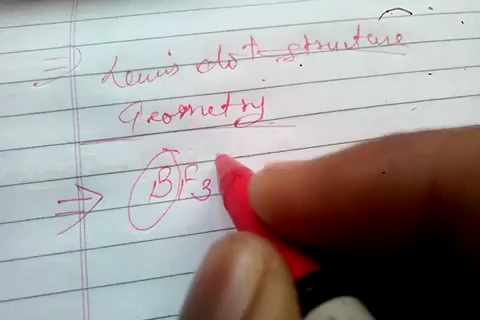 ⇒ Lewis dot structure
Geometry
⇒ BF3